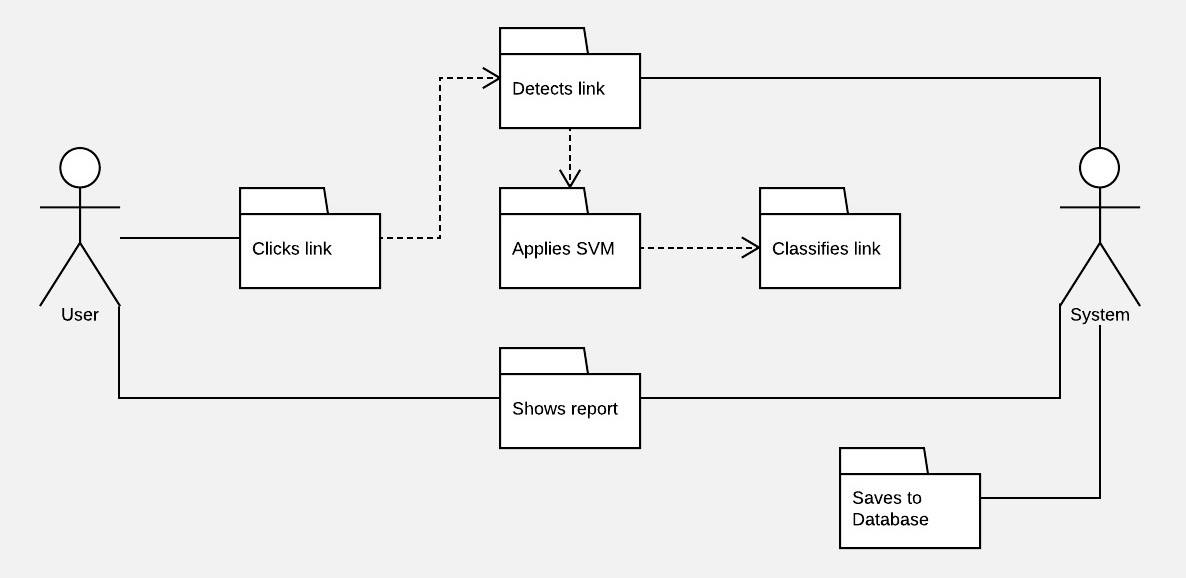 Detects link
Clicks link
Applies SVM
Classifies link
User
System
Shows report
Saves to
Database